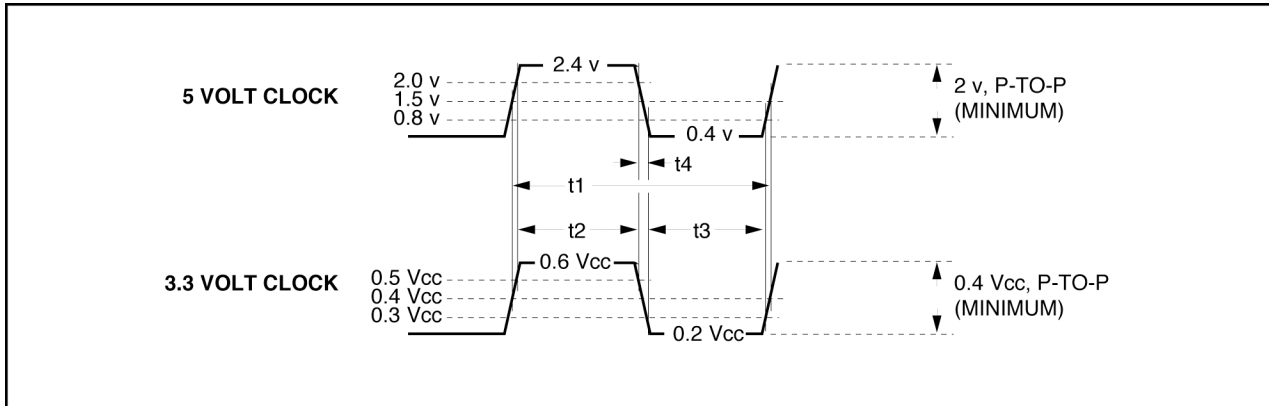 2.4 v
2.0 v
1.5 v
0.8 v
5 VOLT CLOCK
0.4 v
2 v, P-TO-P
(MINIMUM)
t4
t1
t2
t3
0.6 Vcc
3.3 VOLT CLOCK
0.5 Vcc
0.4 Vcc
0.3 Vcc
0.2 Vcc
0.4 Vcc, P-TO-P
(MINIMUM)